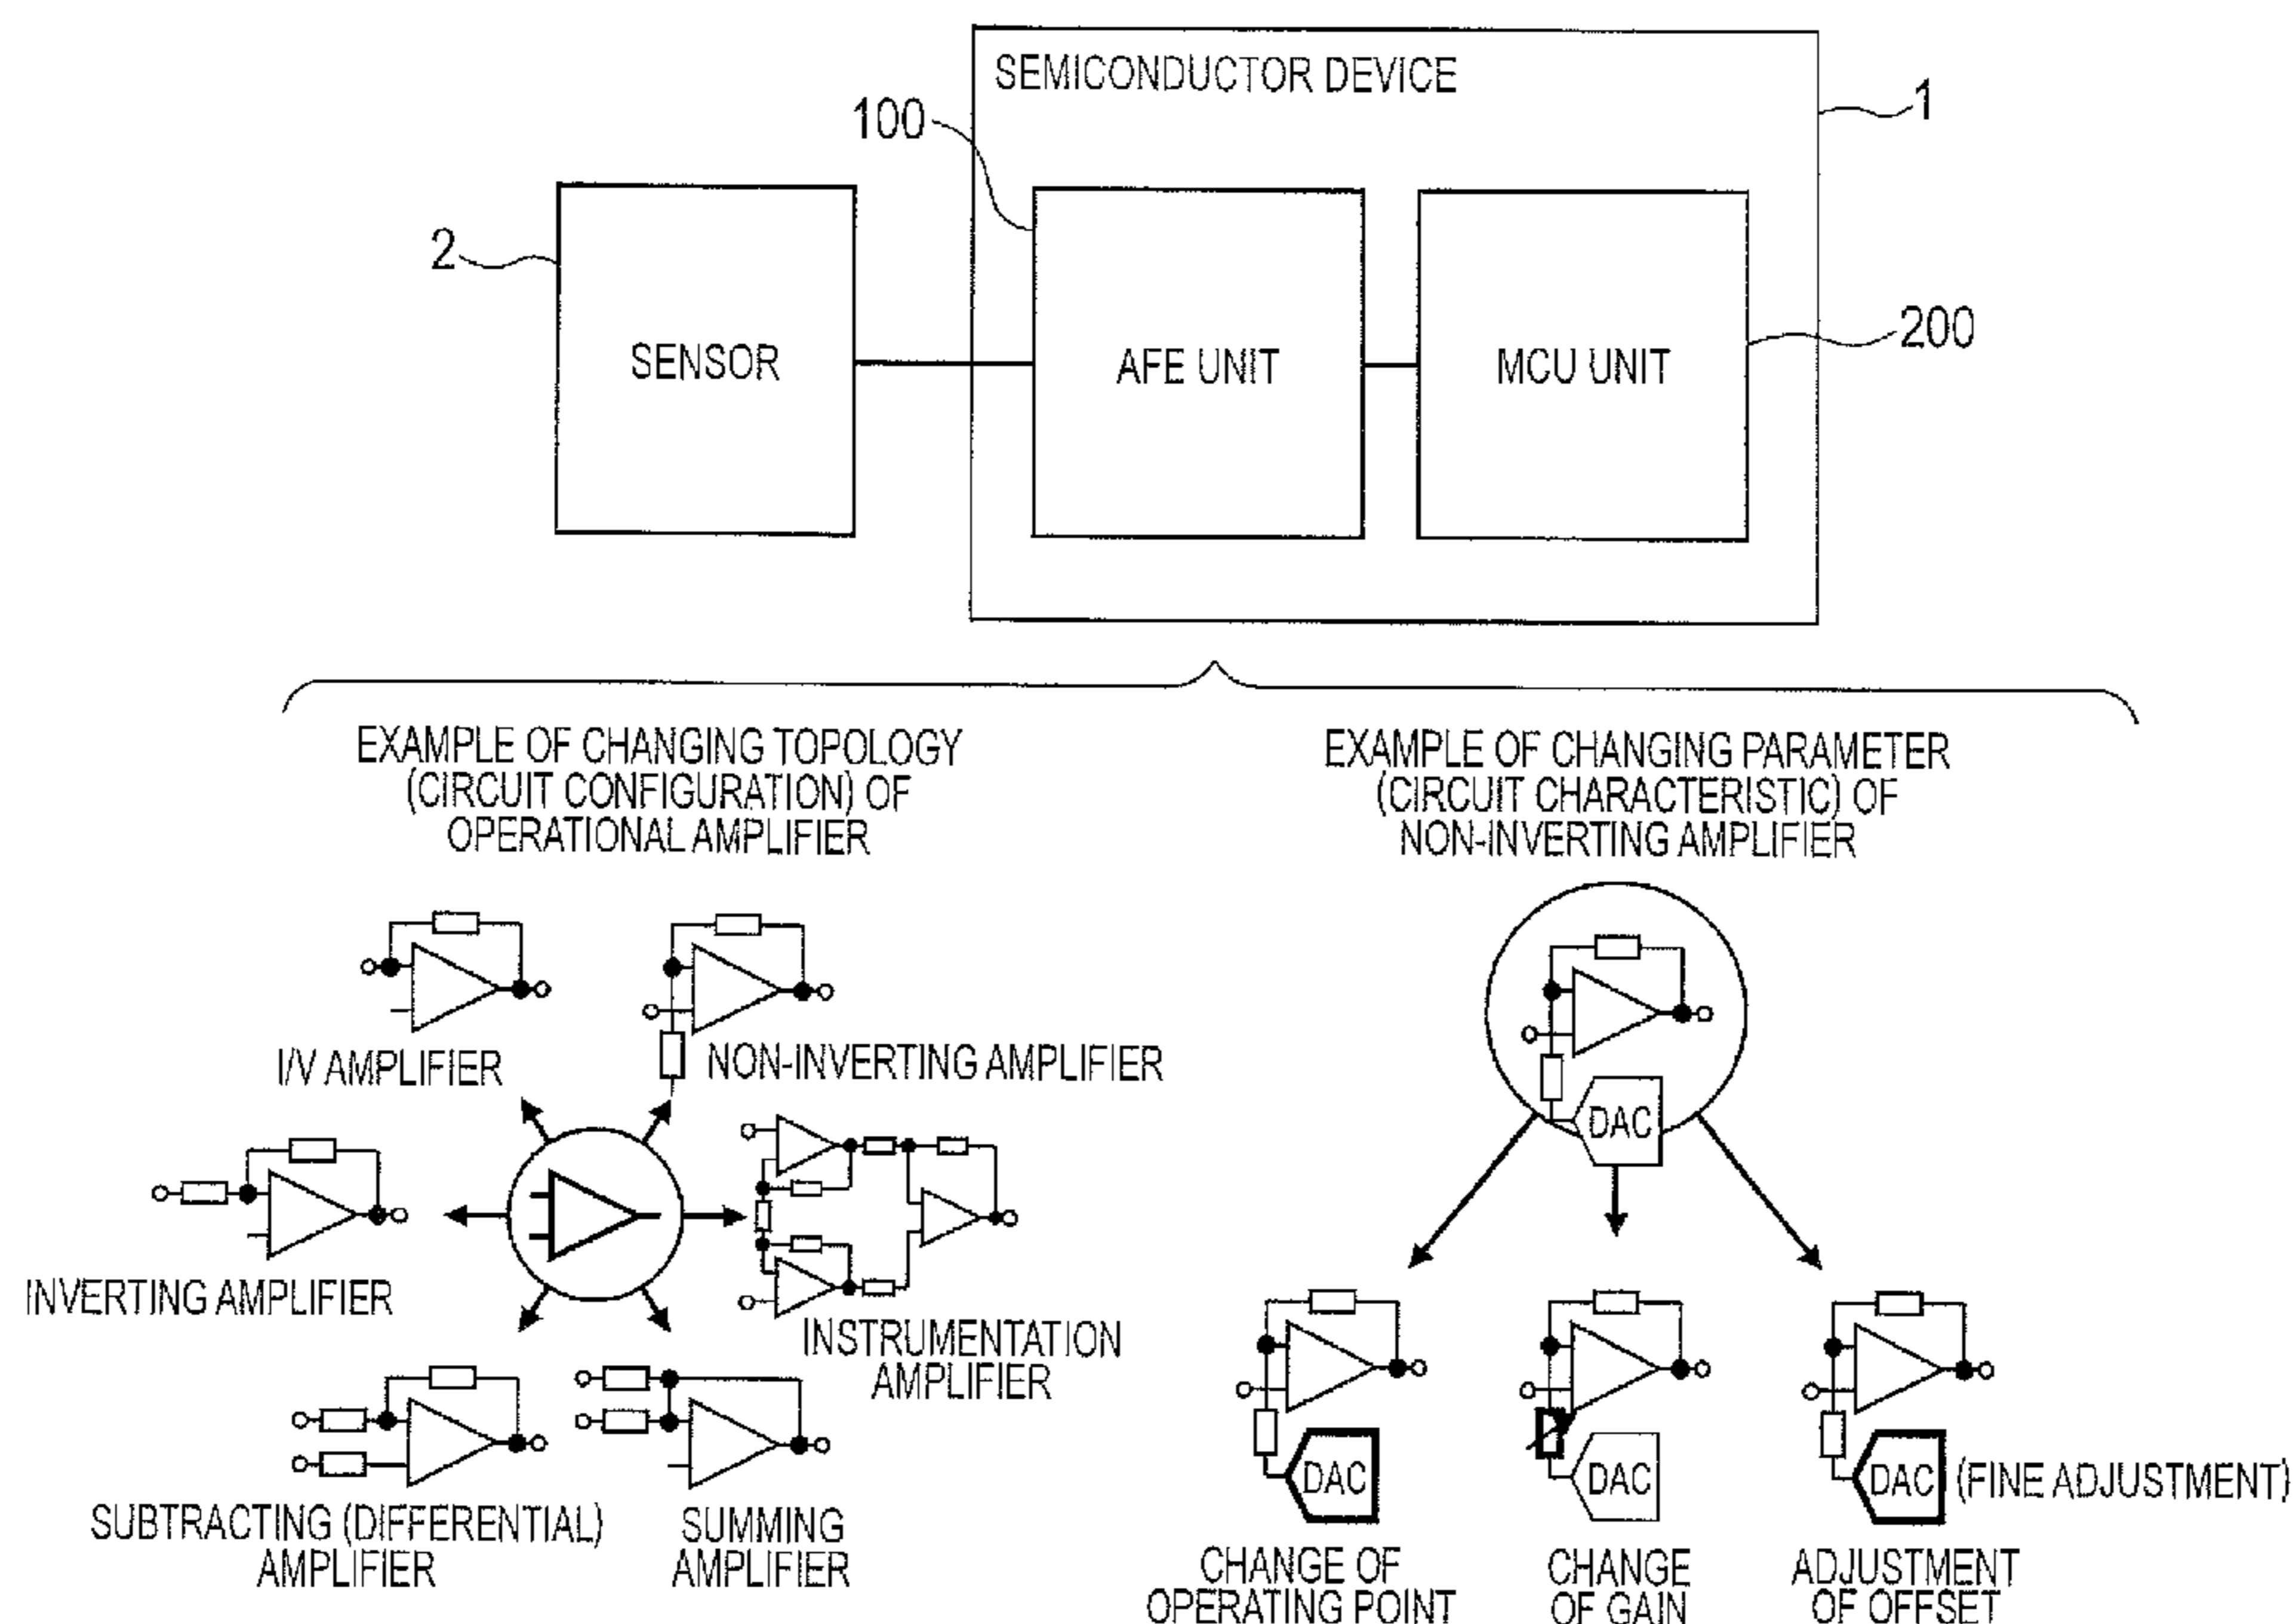 SEMICONDUCTOR DEVICE
1
100
2
200
SENSOR
AFE UNIT
MCU UNIT
EXAMPLE OF CHANGING TOPOLOGY
(CIRCUIT CONFIGURATION) OF
OPERATIONAL AMPLIFIER
EXAMPLE OF CHANGING PARAMETER
(CIRCUIT CHARACTERISTIC) OF
NON-INVERTING AMPLIFIER
I/V AMPLIFIER
NON-INVERTING AMPLIFIER
DAC
INVERTING AMPLIFIER
INSTRUMENTATION
AMPLIFIER
SUBTRACTING (DIFFERENTIAL)
AMPLIFIER
SUMMING
AMPLIFIER
DAC
DAC
DAC
(FINE ADJUSTMENT)
CHANGE OF
OPERATING POINT
CHANGE
OF GAIN
ADJUSTMENT
OF OFFSET